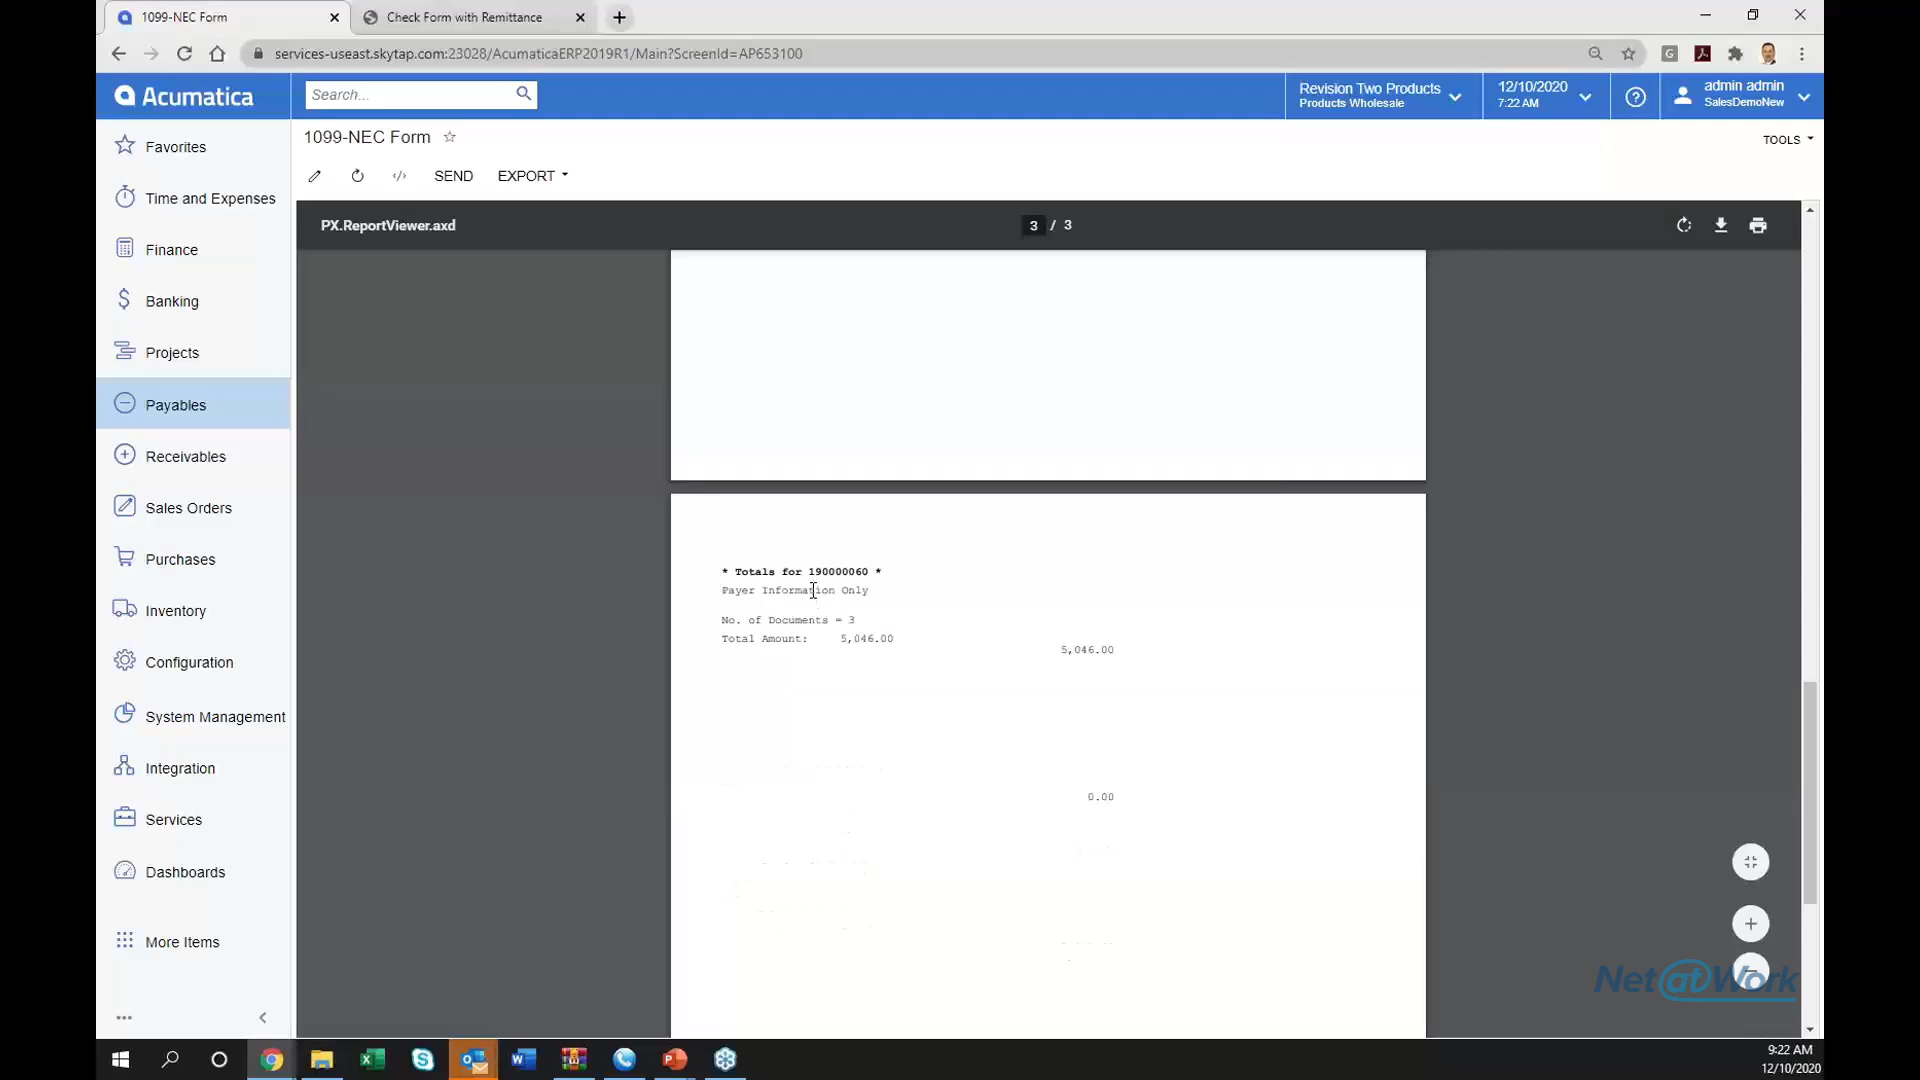 1099-NEC Form
Check Form with Remittance
services-useast.skytap.com:23028/AcumaticaERP2019R1/Main?ScreenId=AP653100
Acumatica
Search...
Revision Two Products
Products Wholesale
12/10/2020
7:22 AM
admin admin
SalesDemoNew
1099-NEC Form
TOOLS
SEND
EXPORT
Favorites
Time and Expenses
Finance
Banking
Projects
Payables
Receivables
Sales Orders
Purchases
Inventory
Configuration
System Management
Integration
Services
Dashboards
More Items
PX.ReportViewer.axd
3 / 3
* Totals for 190000060 *
Payer Information Only
No. of Documents = 3
Total Amount: 5,046.00
5,046.00
0.00
Net@Work
9:22 AM
12/10/2020